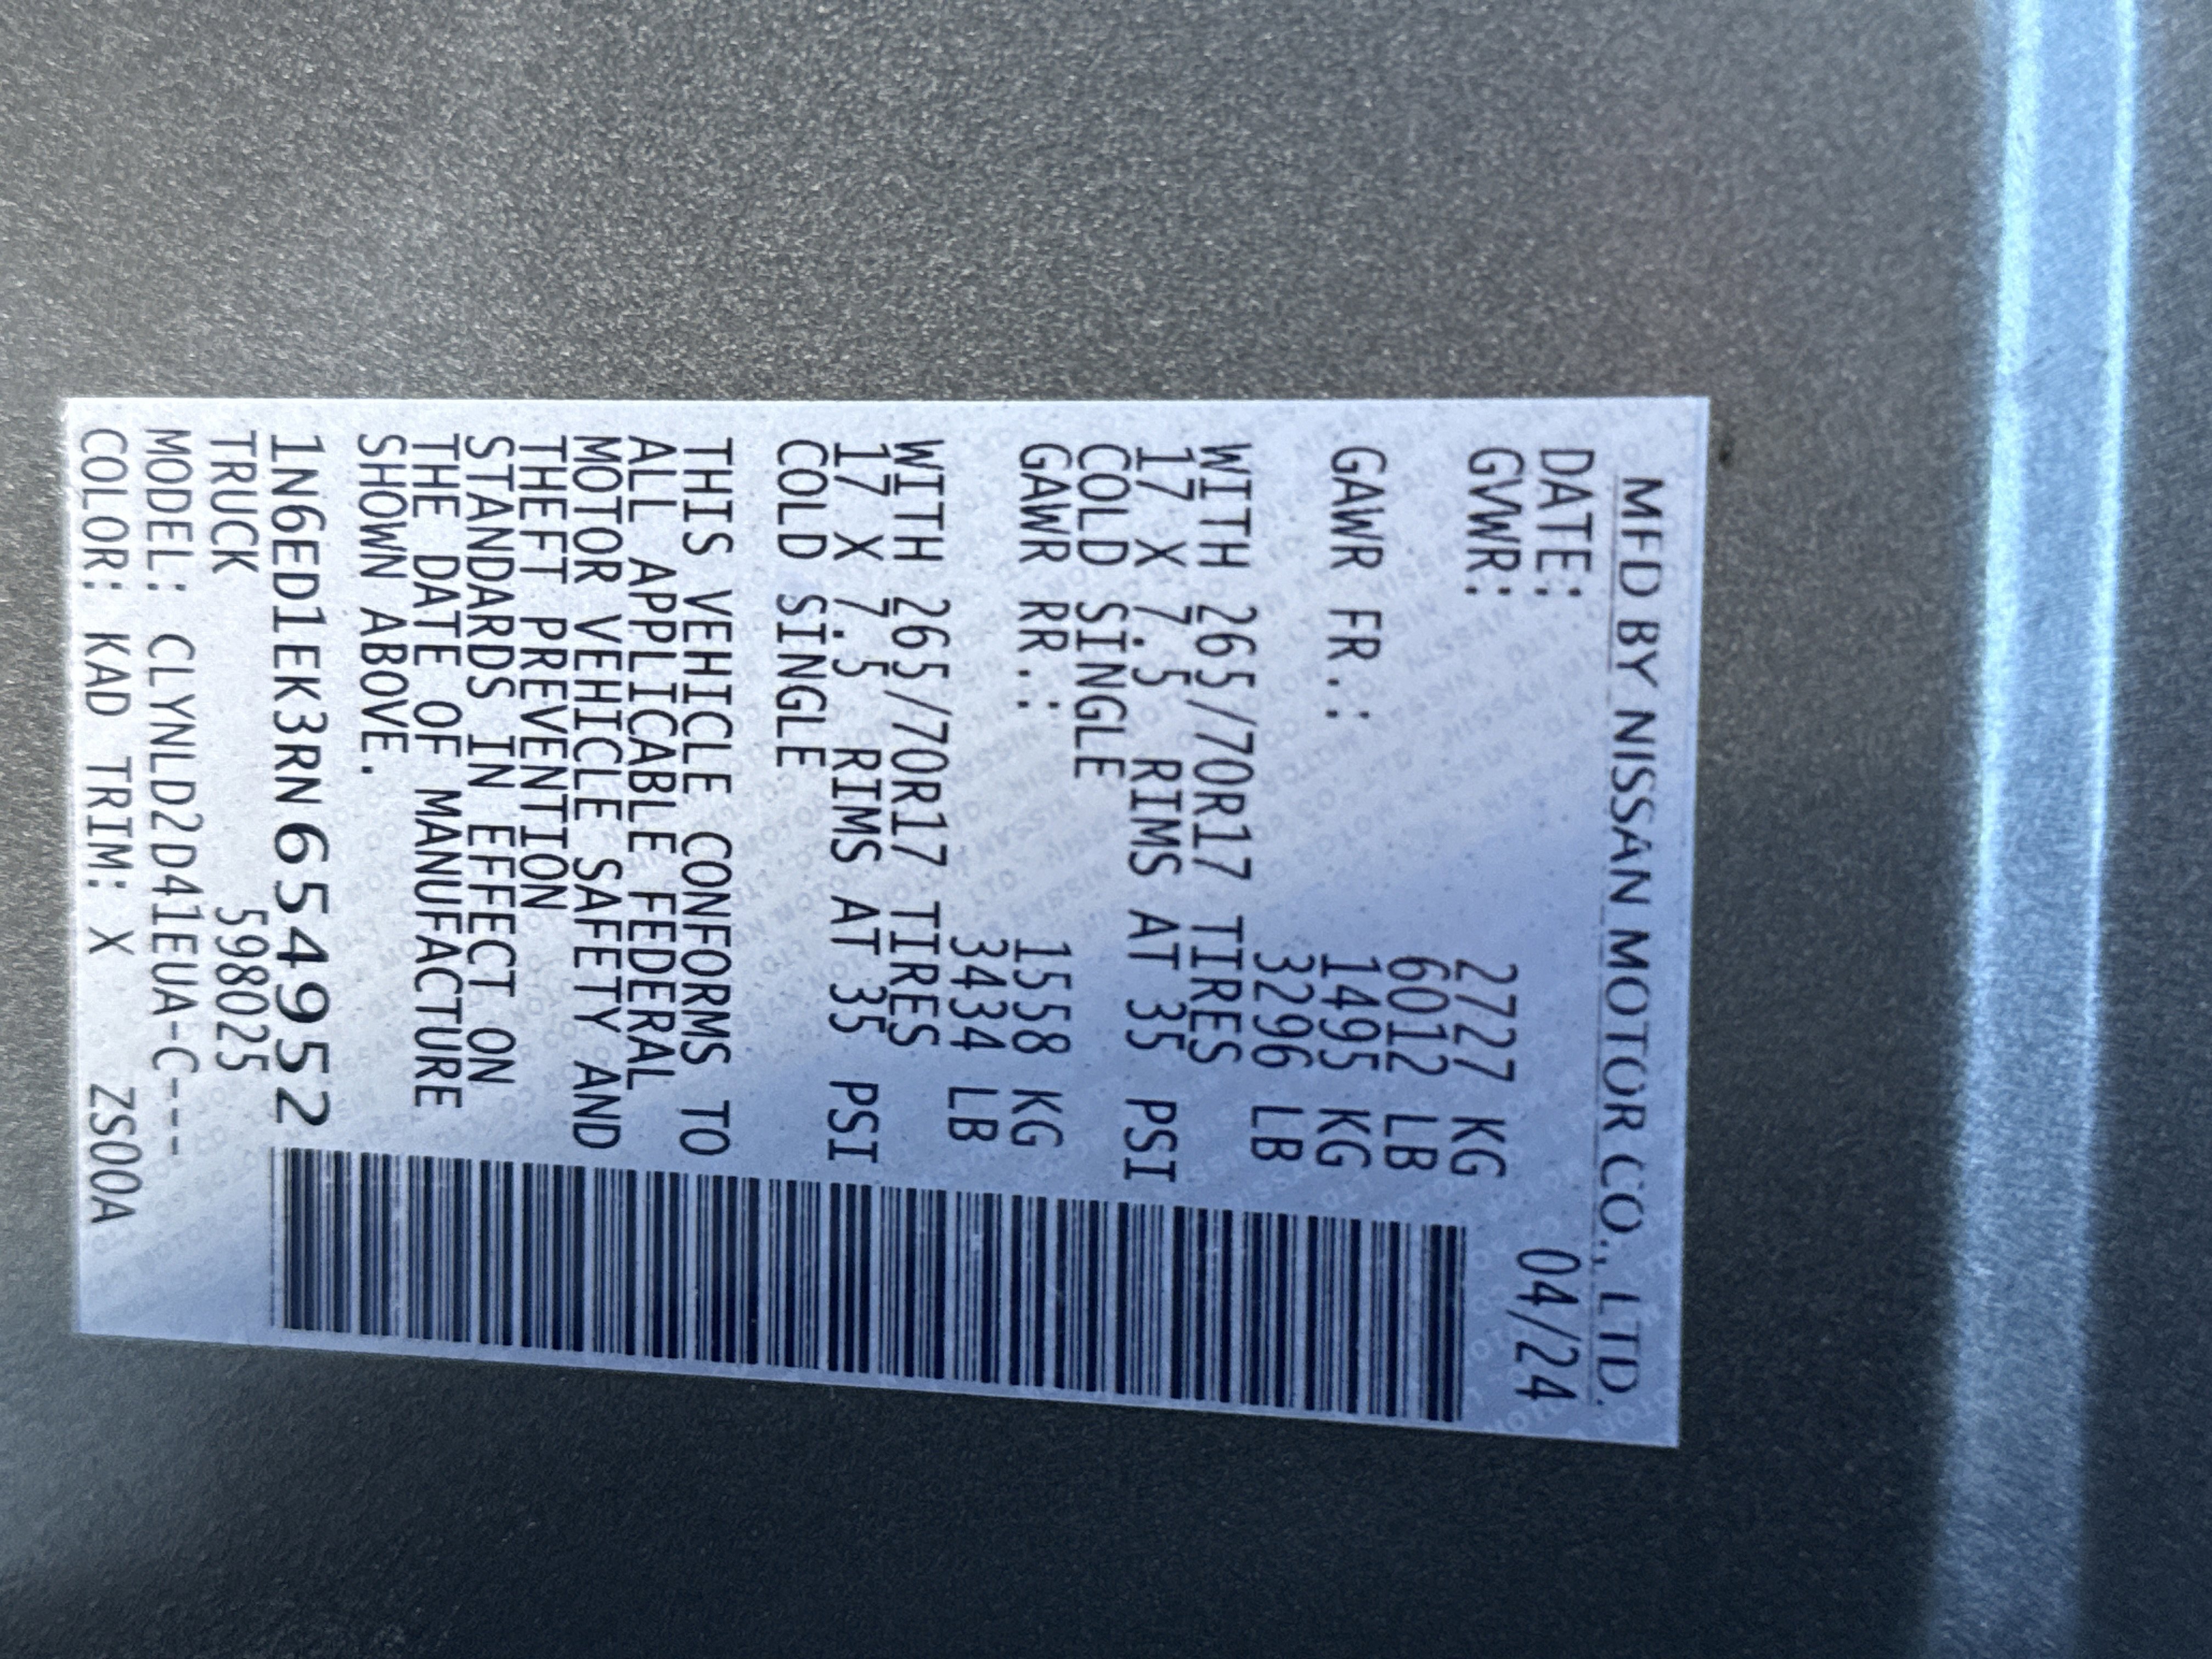 MFD BY NISSAN MOTOR CO., LTD.
DATE: 04/24
GVWR: 2727 KG
6012 LB
GAWR FR.: 1495 KG
3296 LB
WITH 265/70R17 TIRES
17 X 7.5 RIMS AT 35 PSI
COLD SINGLE
GAWR RR.: 1558 KG
3434 LB
WITH 265/70R17 TIRES
17 X 7.5 RIMS AT 35 PSI
COLD SINGLE
THIS VEHICLE CONFORMS TO
ALL APPLICABLE FEDERAL
MOTOR VEHICLE SAFETY AND
THEFT PREVENTION
STANDARDS IN EFFECT ON
THE DATE OF MANUFACTURE
SHOWN ABOVE.
1N6ED1EK3RN654952
TRUCK 598025
MODEL: CLYNLD2D41EUA-C---
COLOR: KAD TRIM: X ZS00A